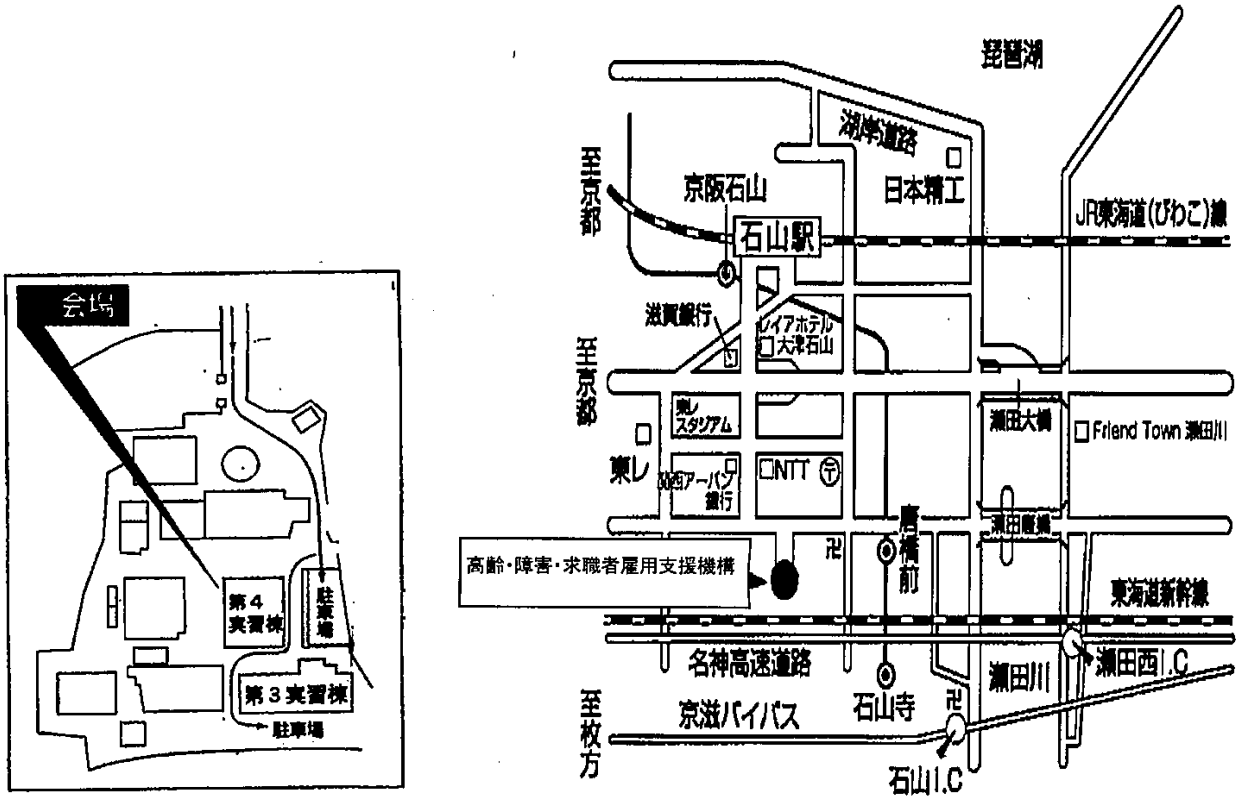 会場
第4
実習棟
駐車場
第3実習棟
駐車場
琵琶湖
湖岸道路
至京都
京阪石山
日本精工
石山駅
JR東海道(びわこ)線
滋賀銀行
レイアホテル
大津石山
至京都
東レ
スタジアム
瀬田大橋
Friend Town 瀬田川
東レ
関西アーバン
銀行
NTT
〒
唐橋前
瀬田唐橋
卍
高齢・障害・求職者雇用支援機構
東海道新幹線
名神高速道路
瀬田川
瀬田西I.C
至枚方
京滋バイパス
石山寺
卍
石山I.C